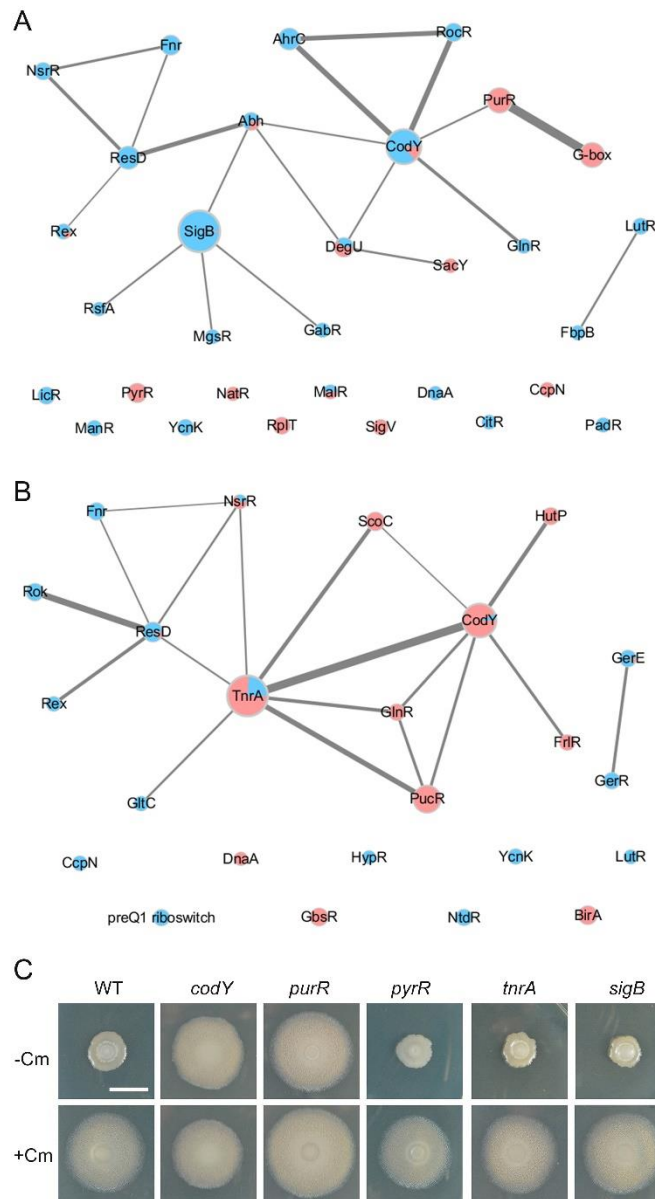 A
Fnr
AhrC
RocR
NsrR
PurR
Abh
ResD
CodY
G-box
Rex
SigB
DegU
GlnR
LutR
SacY
RsfA
MgsR
GabR
FbpB
LicR
PyrR
NatR
MalR
DnaA
CcpN
ManR
YcnK
RplT
SigV
CitR
PadR
B
Fnr
NsrR
ScoC
HutP
Rok
ResD
CodY
GerE
Rex
TnrA
GlnR
FrlR
GerR
GltC
PucR
CcpN
DnaA
HypR
YcnK
LutR
preQ1 riboswitch
GbsR
NtdR
BirA
C
WT codY purR pyrR tnrA sigB
-Cm
+Cm